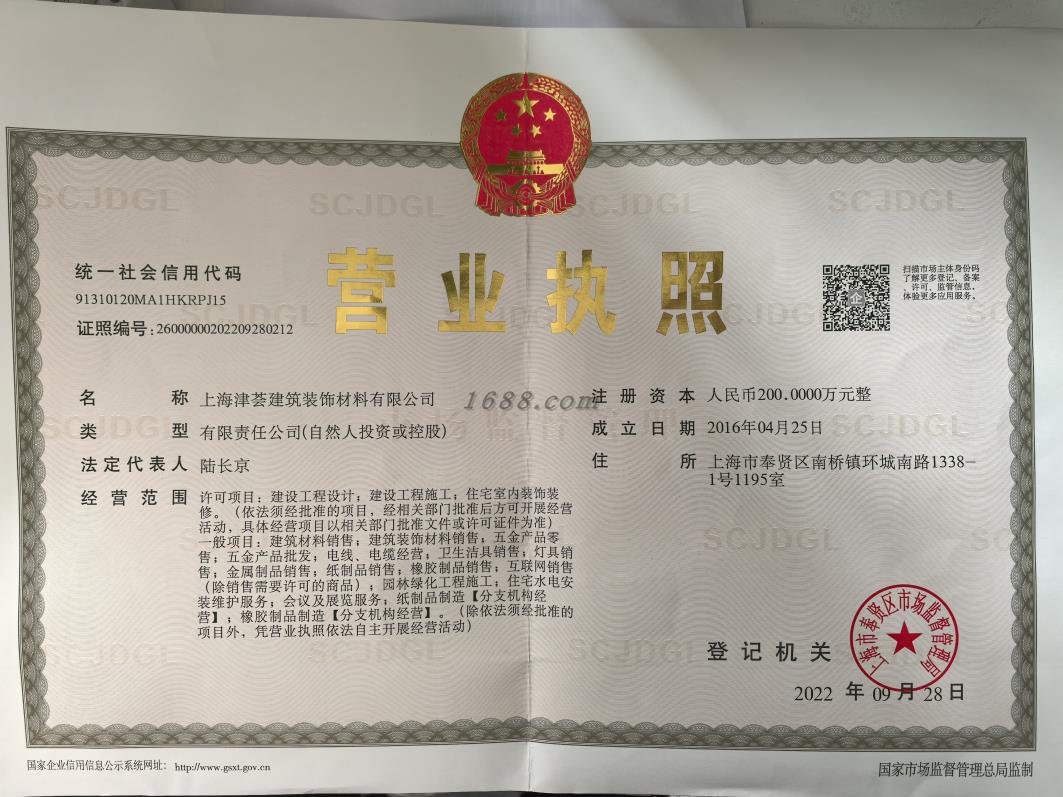 营业执照
统一社会信用代码
91310120MA1HKRPJ15
证照编号:26000000202209280212
扫描市场主体身份码
了解更多登记、备案
、许可、监管信息,
体验更多应用服务。
名称 上海津荟建筑装饰材料有限公司
类型 有限责任公司(自然人投资或控股)
法定代表人 陆长京
经营范围 许可项目:建设工程设计;建设工程施工;住宅室内装饰装
修。(依法须经批准的项目,经相关部门批准后方可开展经营
活动,具体经营项目以相关部门批准文件或许可证件为准)
一般项目:建筑材料销售;建筑装饰材料销售;五金产品零
售;五金产品批发;电线、电缆经营;卫生洁具销售;灯具销
售;金属制品销售;纸制品销售;橡胶制品销售;互联网销售
(除销售需要许可的商品);园林绿化工程施工;住宅水电安
装维护服务;会议及展览服务;纸制品制造【分支机构经
营】;橡胶制品制造【分支机构经营】。(除依法须经批准的
项目外,凭营业执照依法自主开展经营活动)
注册资本 人民币200.0000万元整
成立日期 2016年04月25日
住所 上海市奉贤区南桥镇环城南路1338-
1号1195室
1688.com
登记机关
上海市奉贤区市场监督管理局
2022 年 09 月 28 日
国家企业信用信息公示系统网址: http://www.gsxt.gov.cn
国家市场监督管理总局监制
SCJDGL